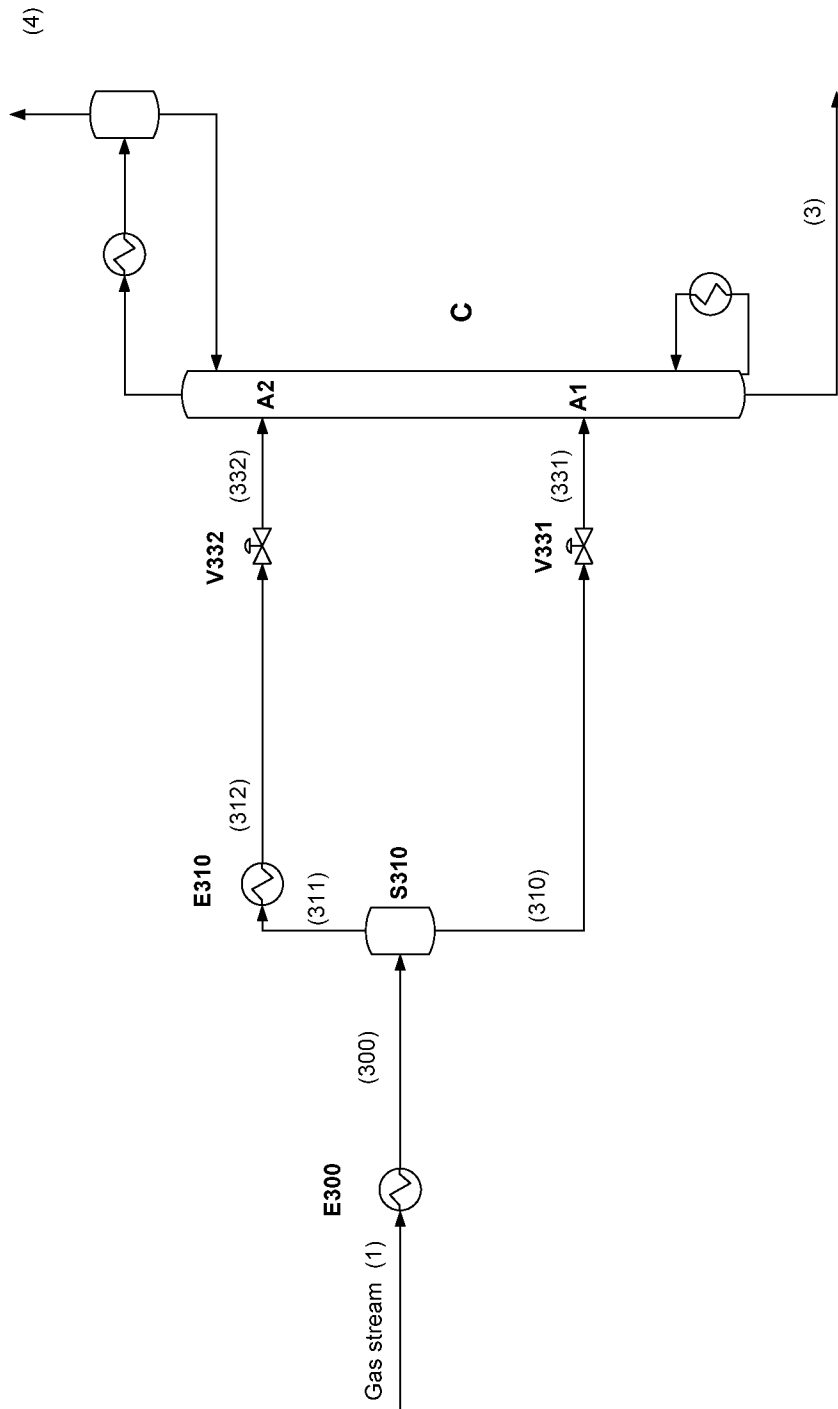 Gas stream (1)
E300
(300)
S310
(311)
(310)
E310
(312)
V332
(332)
V331
(331)
A2
A1
C
(3)
(4)